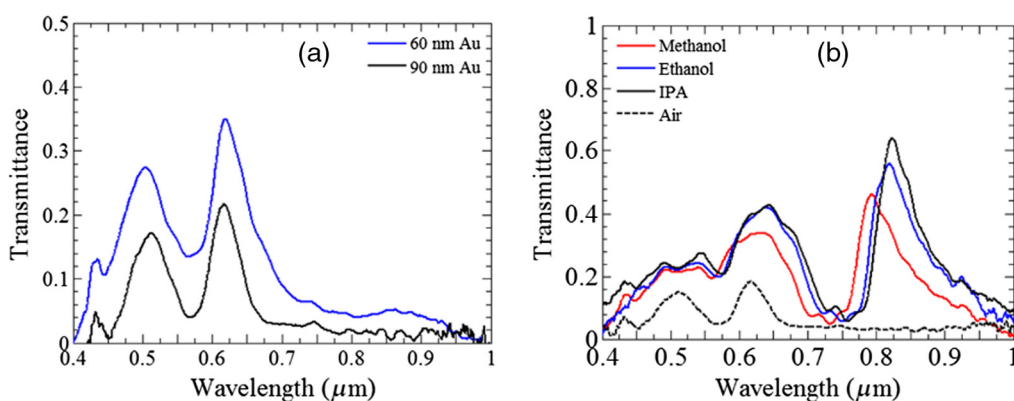 0.5
0.4
0.3
0.2
0.1
0
0.4 0.5 0.6 0.7 0.8 0.9 1
Transmittance
Wavelength (μm)
(a)
60 nm Au
90 nm Au
1
0.8
0.6
0.4
0.2
0
0.4 0.5 0.6 0.7 0.8 0.9 1
Transmittance
Wavelength (μm)
(b)
Methanol
Ethanol
IPA
Air